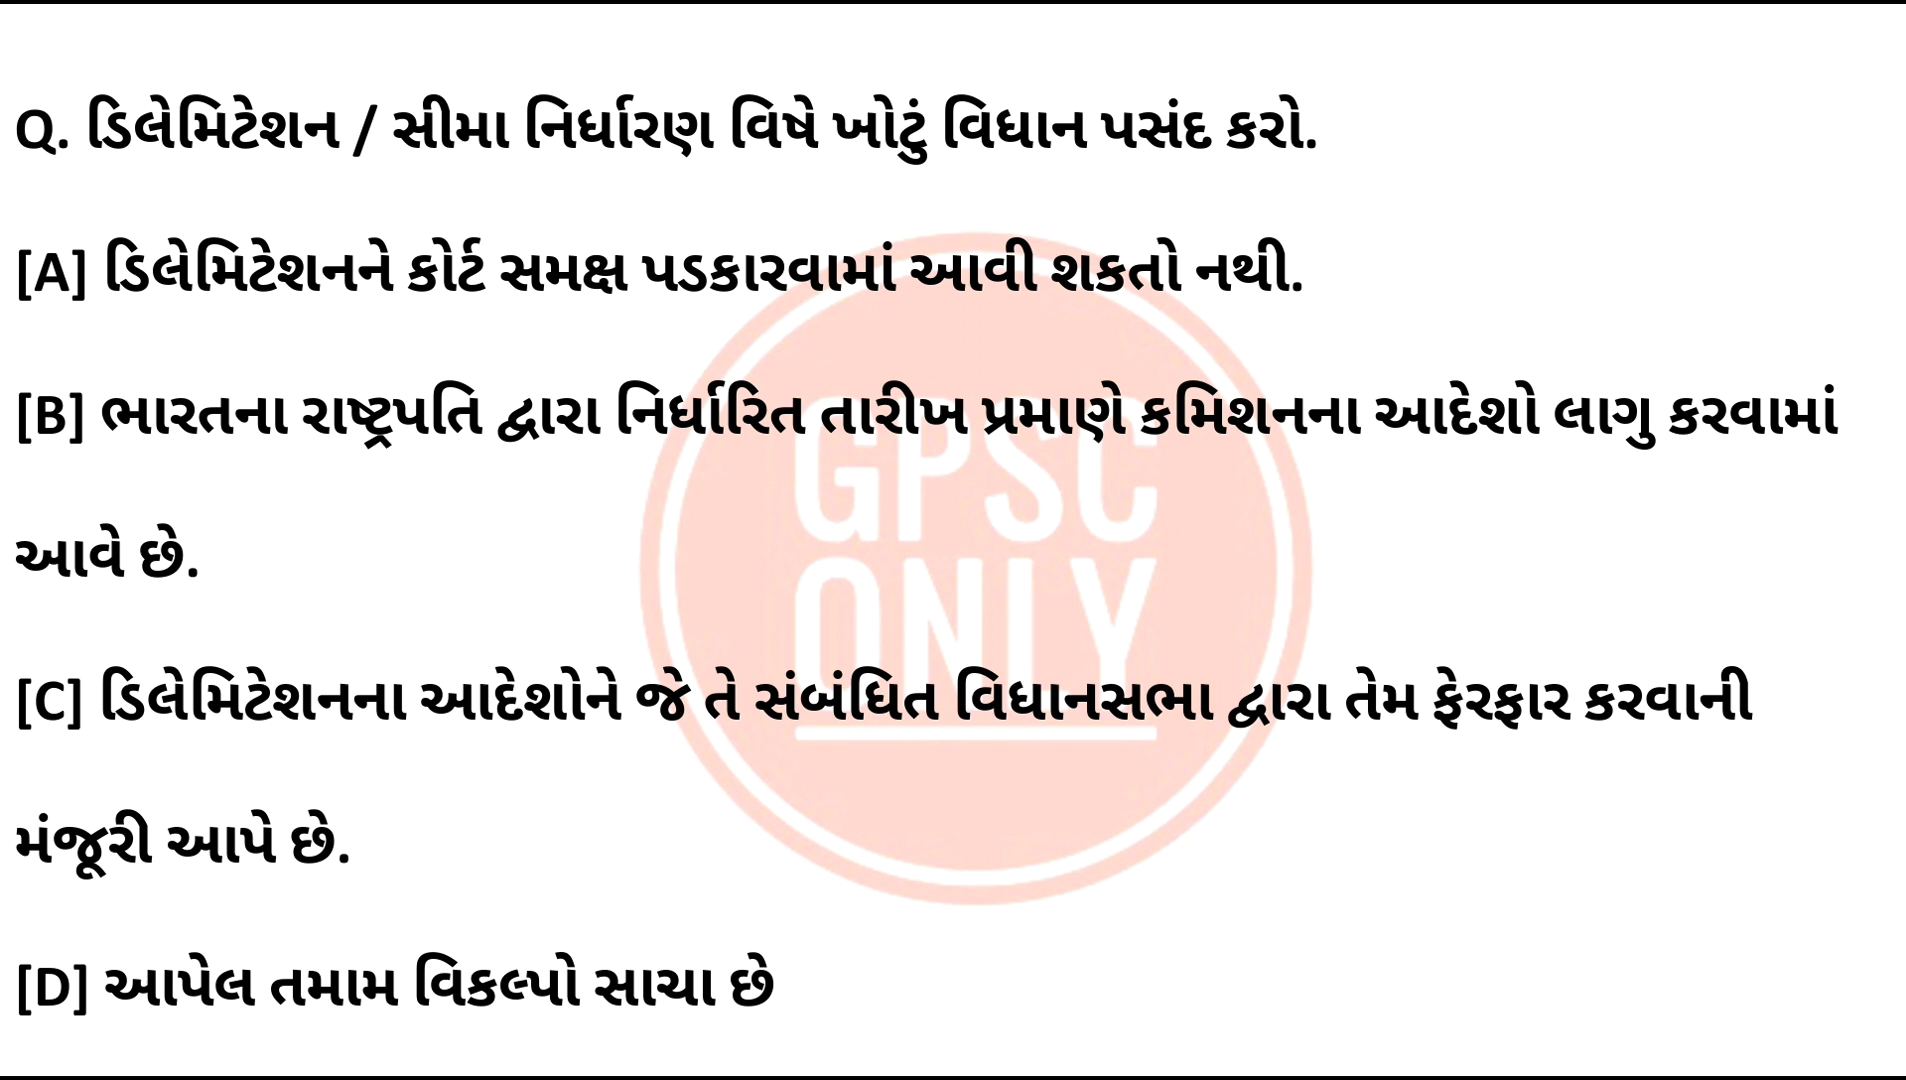 Q. ડિલેમિટેશન / સીમા નિર્ધારણ વિષે ખોટું વિધાન પસંદ કરો.
[A] ડિલેમિટેશનને કોર્ટ સમક્ષ પડકારવામાં આવી શકતો નથી.
[B] ભારતના રાષ્ટ્રપતિ દ્વારા નિર્ધારિત તારીખ પ્રમાણે કમિશનના આદેશો લાગુ કરવામાં
આવે છે.
[C] ડિલેમિટેશનના આદેશોને જે તે સંબંધિત વિધાનસભા દ્વારા તેમ ફેરફાર કરવાની
મંજૂરી આપે છે.
[D] આપેલ તમામ વિકલ્પો સાચા છે
GPSC
ONLY